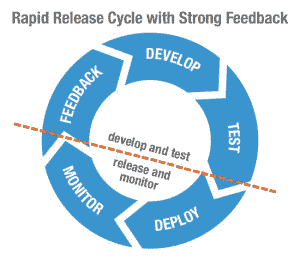 Rapid Release Cycle with Strong Feedback
DEVELOP
TEST
DEPLOY
MONITOR
FEEDBACK
develop and test
release and
monitor